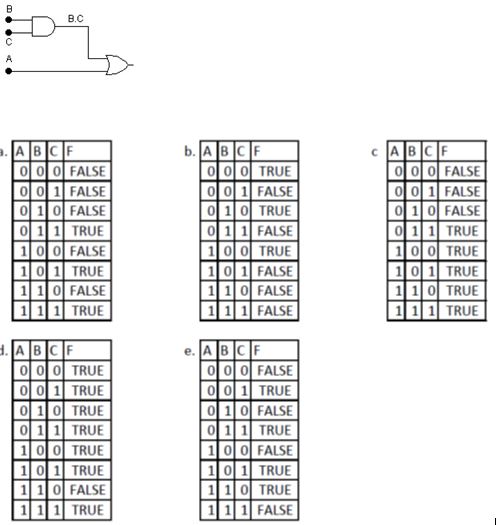 B
B.C
C
A
a. A B C F
0 0 0 FALSE
0 0 1 FALSE
0 1 0 FALSE
0 1 1 TRUE
1 0 0 FALSE
1 0 1 TRUE
1 1 0 FALSE
1 1 1 TRUE
b. A B C F
0 0 0 TRUE
0 0 1 FALSE
0 1 0 TRUE
0 1 1 FALSE
1 0 0 TRUE
1 0 1 FALSE
1 1 0 FALSE
1 1 1 FALSE
c A B C F
0 0 0 FALSE
0 0 1 FALSE
0 1 0 FALSE
0 1 1 TRUE
1 0 0 TRUE
1 0 1 TRUE
1 1 0 TRUE
1 1 1 TRUE
d. A B C F
0 0 0 TRUE
0 0 1 TRUE
0 1 0 TRUE
0 1 1 TRUE
1 0 0 TRUE
1 0 1 TRUE
1 1 0 FALSE
1 1 1 TRUE
e. A B C F
0 0 0 FALSE
0 0 1 TRUE
0 1 0 FALSE
0 1 1 TRUE
1 0 0 FALSE
1 0 1 TRUE
1 1 0 TRUE
1 1 1 FALSE